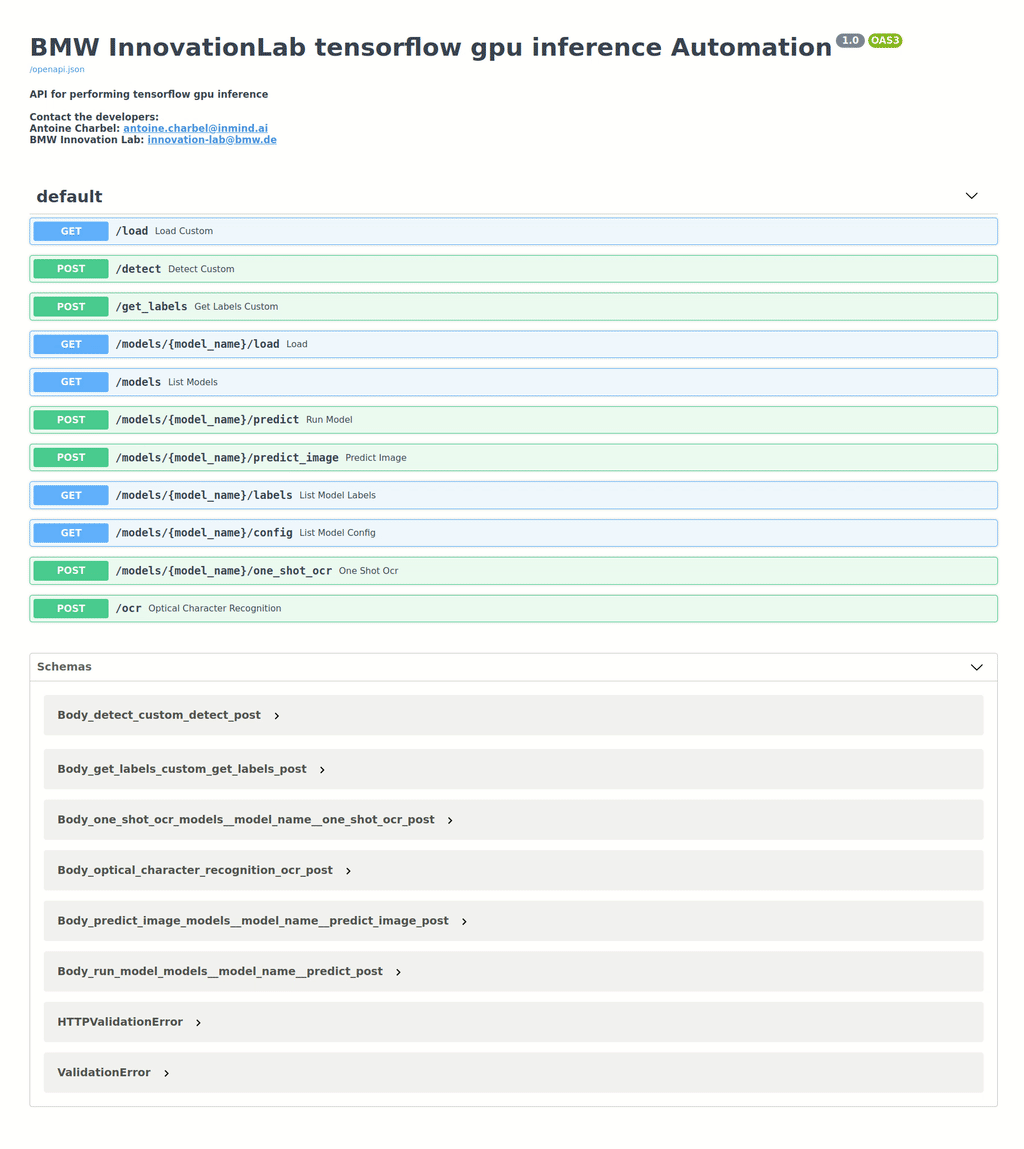 BMW InnovationLab tensorflow gpu inference Automation 1.0 OAS3
/openapi.json
API for performing tensorflow gpu inference
Contact the developers:
Antoine Charbel: antoine.charbel@inmind.ai
BMW Innovation Lab: innovation-lab@bmw.de
default
GET /load Load Custom
POST /detect Detect Custom
POST /get_labels Get Labels Custom
GET /models/{model_name}/load Load
GET /models List Models
POST /models/{model_name}/predict Run Model
POST /models/{model_name}/predict_image Predict Image
GET /models/{model_name}/labels List Model Labels
GET /models/{model_name}/config List Model Config
POST /models/{model_name}/one_shot_ocr One Shot Ocr
POST /ocr Optical Character Recognition
Schemas
Body_detect_custom_detect_post
Body_get_labels_custom_get_labels_post
Body_one_shot_ocr_models__model_name__one_shot_ocr_post
Body_optical_character_recognition_ocr_post
Body_predict_image_models__model_name__predict_image_post
Body_run_model_models__model_name__predict_post
HTTPValidationError
ValidationError